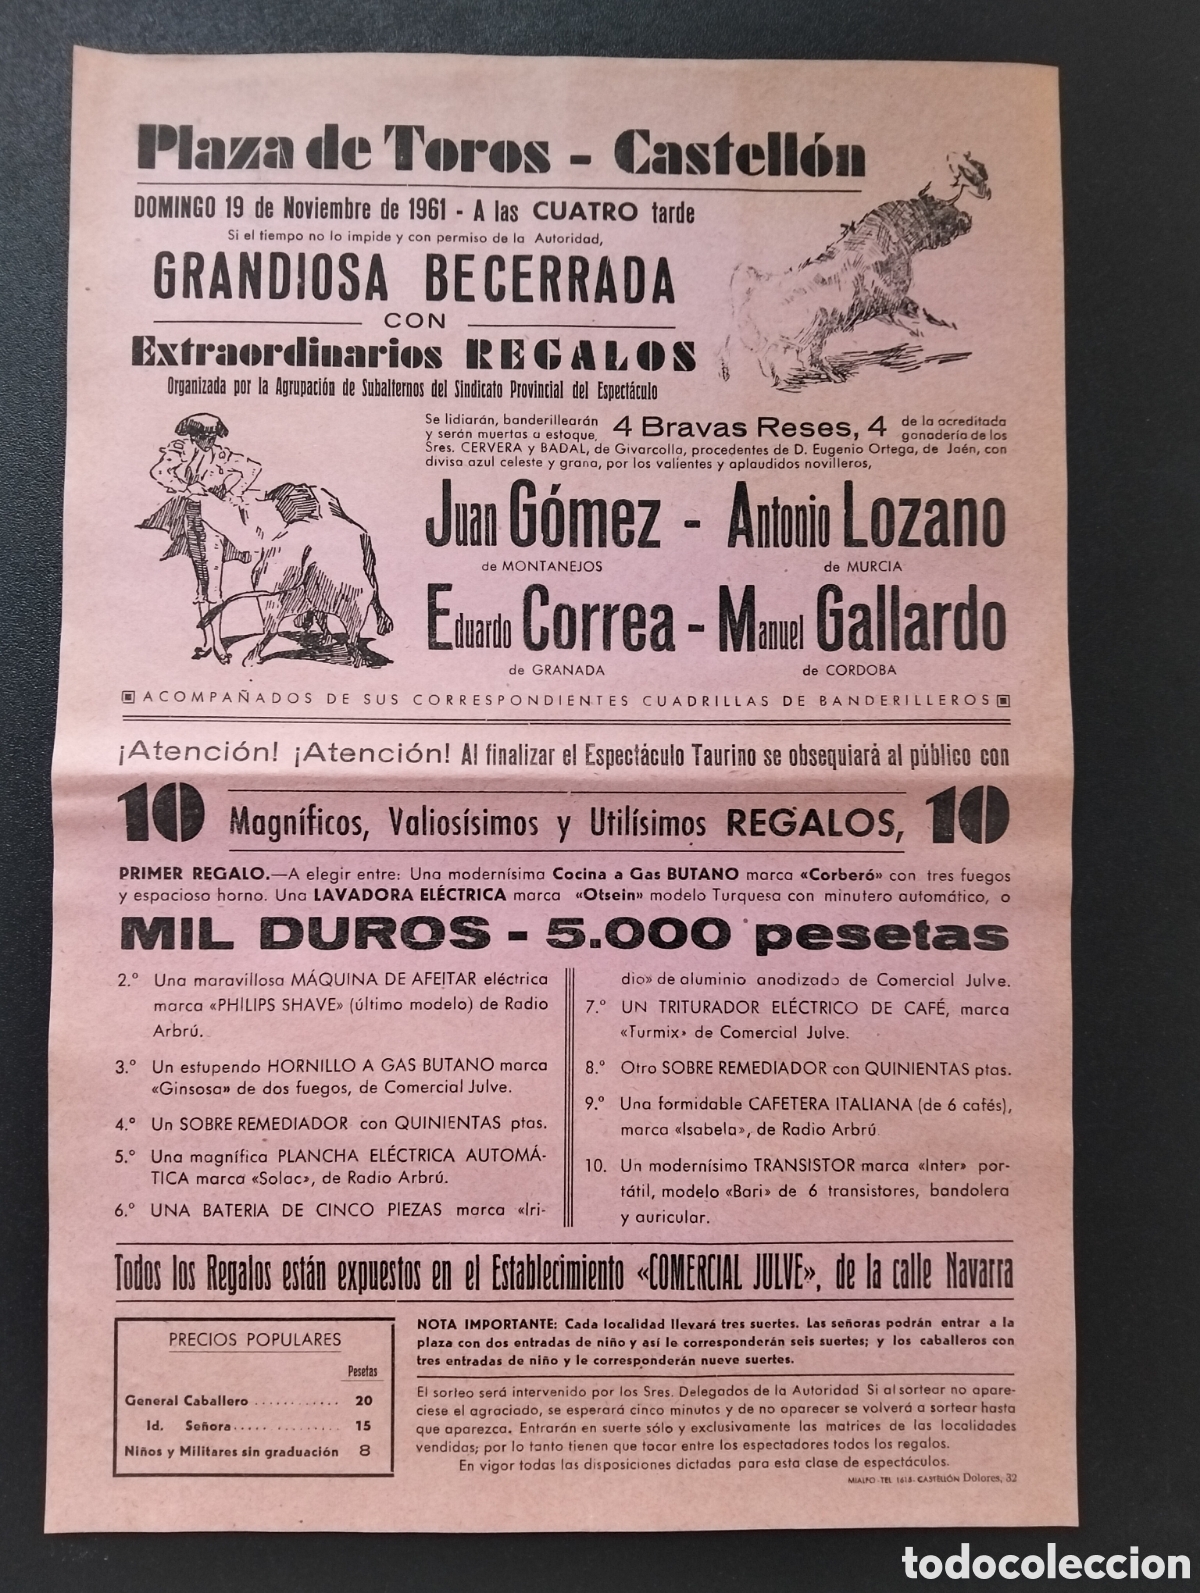 Plaza de Toros - Castellón
DOMINGO 19 de Noviembre de 1961 - A las CUATRO tarde
Si el tiempo no lo impide y con permiso de la Autoridad,
GRANDIOSA BECERRADA
CON
Extraordinarios REGALOS
Organizada por la Agrupación de Subalternos del Sindicato Provincial del Espectáculo
Se lidiarán, banderillearán y serán muertas a estoque, 4 Bravas Reses, 4 de la acreditada ganadería de los
Sres. CERVERA y BADAL, de Givarcolla, procedentes de D. Eugenio Ortega, de Jaén, con
divisa azul celeste y grana, por los valientes y aplaudidos novilleros,
Juan Gómez - Antonio Lozano
de MONTANEJOS de MURCIA
Eduardo Correa - Manuel Gallardo
de GRANADA de CORDOBA
ACOMPAÑADOS DE SUS CORRESPONDIENTES CUADRILLAS DE BANDERILLEROS
¡Atención! ¡Atención! Al finalizar el Espectáculo Taurino se obsequiará al público con
10 Magníficos, Valiosísimos y Utilísimos REGALOS, 10
PRIMER REGALO.—A elegir entre: Una modernísima Cocina a Gas BUTANO marca «Corberó» con tres fuegos
y espacioso horno. Una LAVADORA ELÉCTRICA marca «Otsein» modelo Turquesa con minutero automático, o
MIL DUROS - 5.000 pesetas
2.º Una maravillosa MÁQUINA DE AFEITAR eléctrica
marca «PHILIPS SHAVE» (último modelo) de Radio
Arbrú.
3.º Un estupendo HORNILLO A GAS BUTANO marca
«Ginsosa» de dos fuegos, de Comercial Julve.
4.º Un SOBRE REMEDIADOR con QUINIENTAS ptas.
5.º Una magnífica PLANCHA ELÉCTRICA AUTOMÁ-
TICA marca «Solac», de Radio Arbrú.
6.º UNA BATERIA DE CINCO PIEZAS marca «Iri-
dio» de aluminio anodizado de Comercial Julve.
7.º UN TRITURADOR ELÉCTRICO DE CAFÉ, marca
«Turmix» de Comercial Julve.
8.º Otro SOBRE REMEDIADOR con QUINIENTAS ptas.
9.º Una formidable CAFETERA ITALIANA (de 6 cafés),
marca «Isabela», de Radio Arbrú
10. Un modernísimo TRANSISTOR marca «Inter» por-
tátil, modelo «Bari» de 6 transistores, bandolera
y auricular.
Todos los Regalos están expuestos en el Establecimiento «COMERCIAL JULVE», de la calle Navarra
PRECIOS POPULARES
Pesetas
General Caballero ............ 20
Id. Señora.............. 15
Niños y Militares sin graduación 8
NOTA IMPORTANTE: Cada localidad llevará tres suertes. Las señoras podrán entrar a la
plaza con dos entradas de niño y así le corresponderán seis suertes; y los caballeros con
tres entradas de niño y le corresponderán nueve suertes.
El sorteo será intervenido por los Sres. Delegados de la Autoridad Si al sortear no apare-
ciese el agraciado, se esperará cinco minutos y de no aparecer se volverá a sortear hasta
que aparezca. Entrarán en suerte sólo y exclusivamente las matrices de las localidades
vendidas; por lo tanto tienen que tocar entre los espectadores todos los regalos.
En vigor todas las disposiciones dictadas para esta clase de espectáculos.
MIALFO-TEL 1613-CASTELLÓN Dolores, 32
todocoleccion